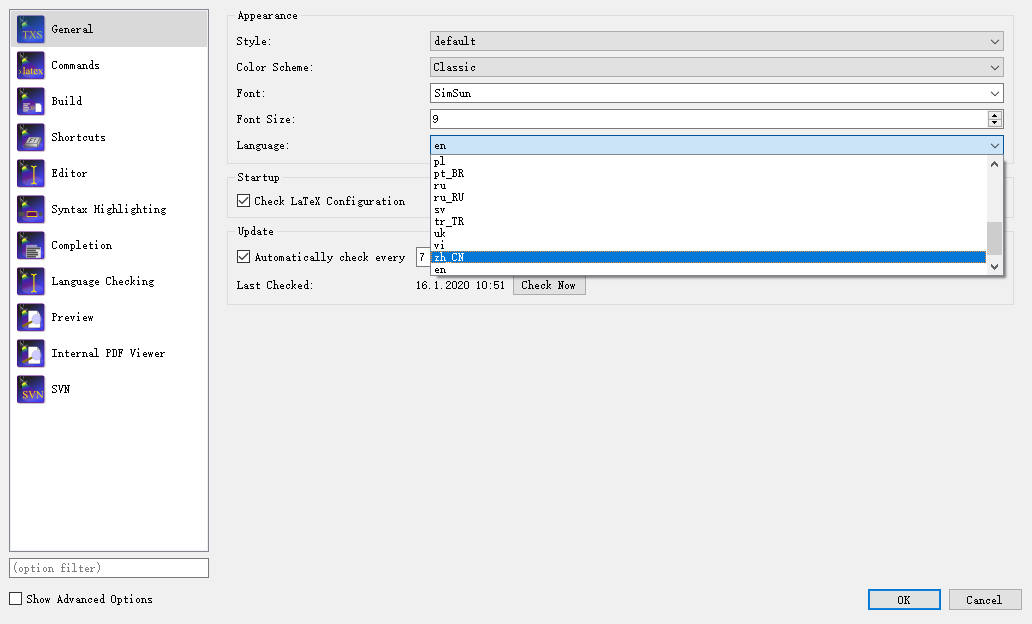 TXS General
latex Commands
Build
Shortcuts
Editor
Syntax Highlighting
Completion
Language Checking
Preview
Internal PDF Viewer
SVN SVN
(option filter)
Show Advanced Options
Appearance
Style: default
Color Scheme: Classic
Font: SimSun
Font Size: 9
Language: en
pl
pt_BR
ru
ru_RU
sv
tr_TR
uk
vi
zh_CN
en
Startup
Check LaTeX Configuration
Update
Automatically check every 7
Last Checked: 16.1.2020 10:51 Check Now
OK Cancel